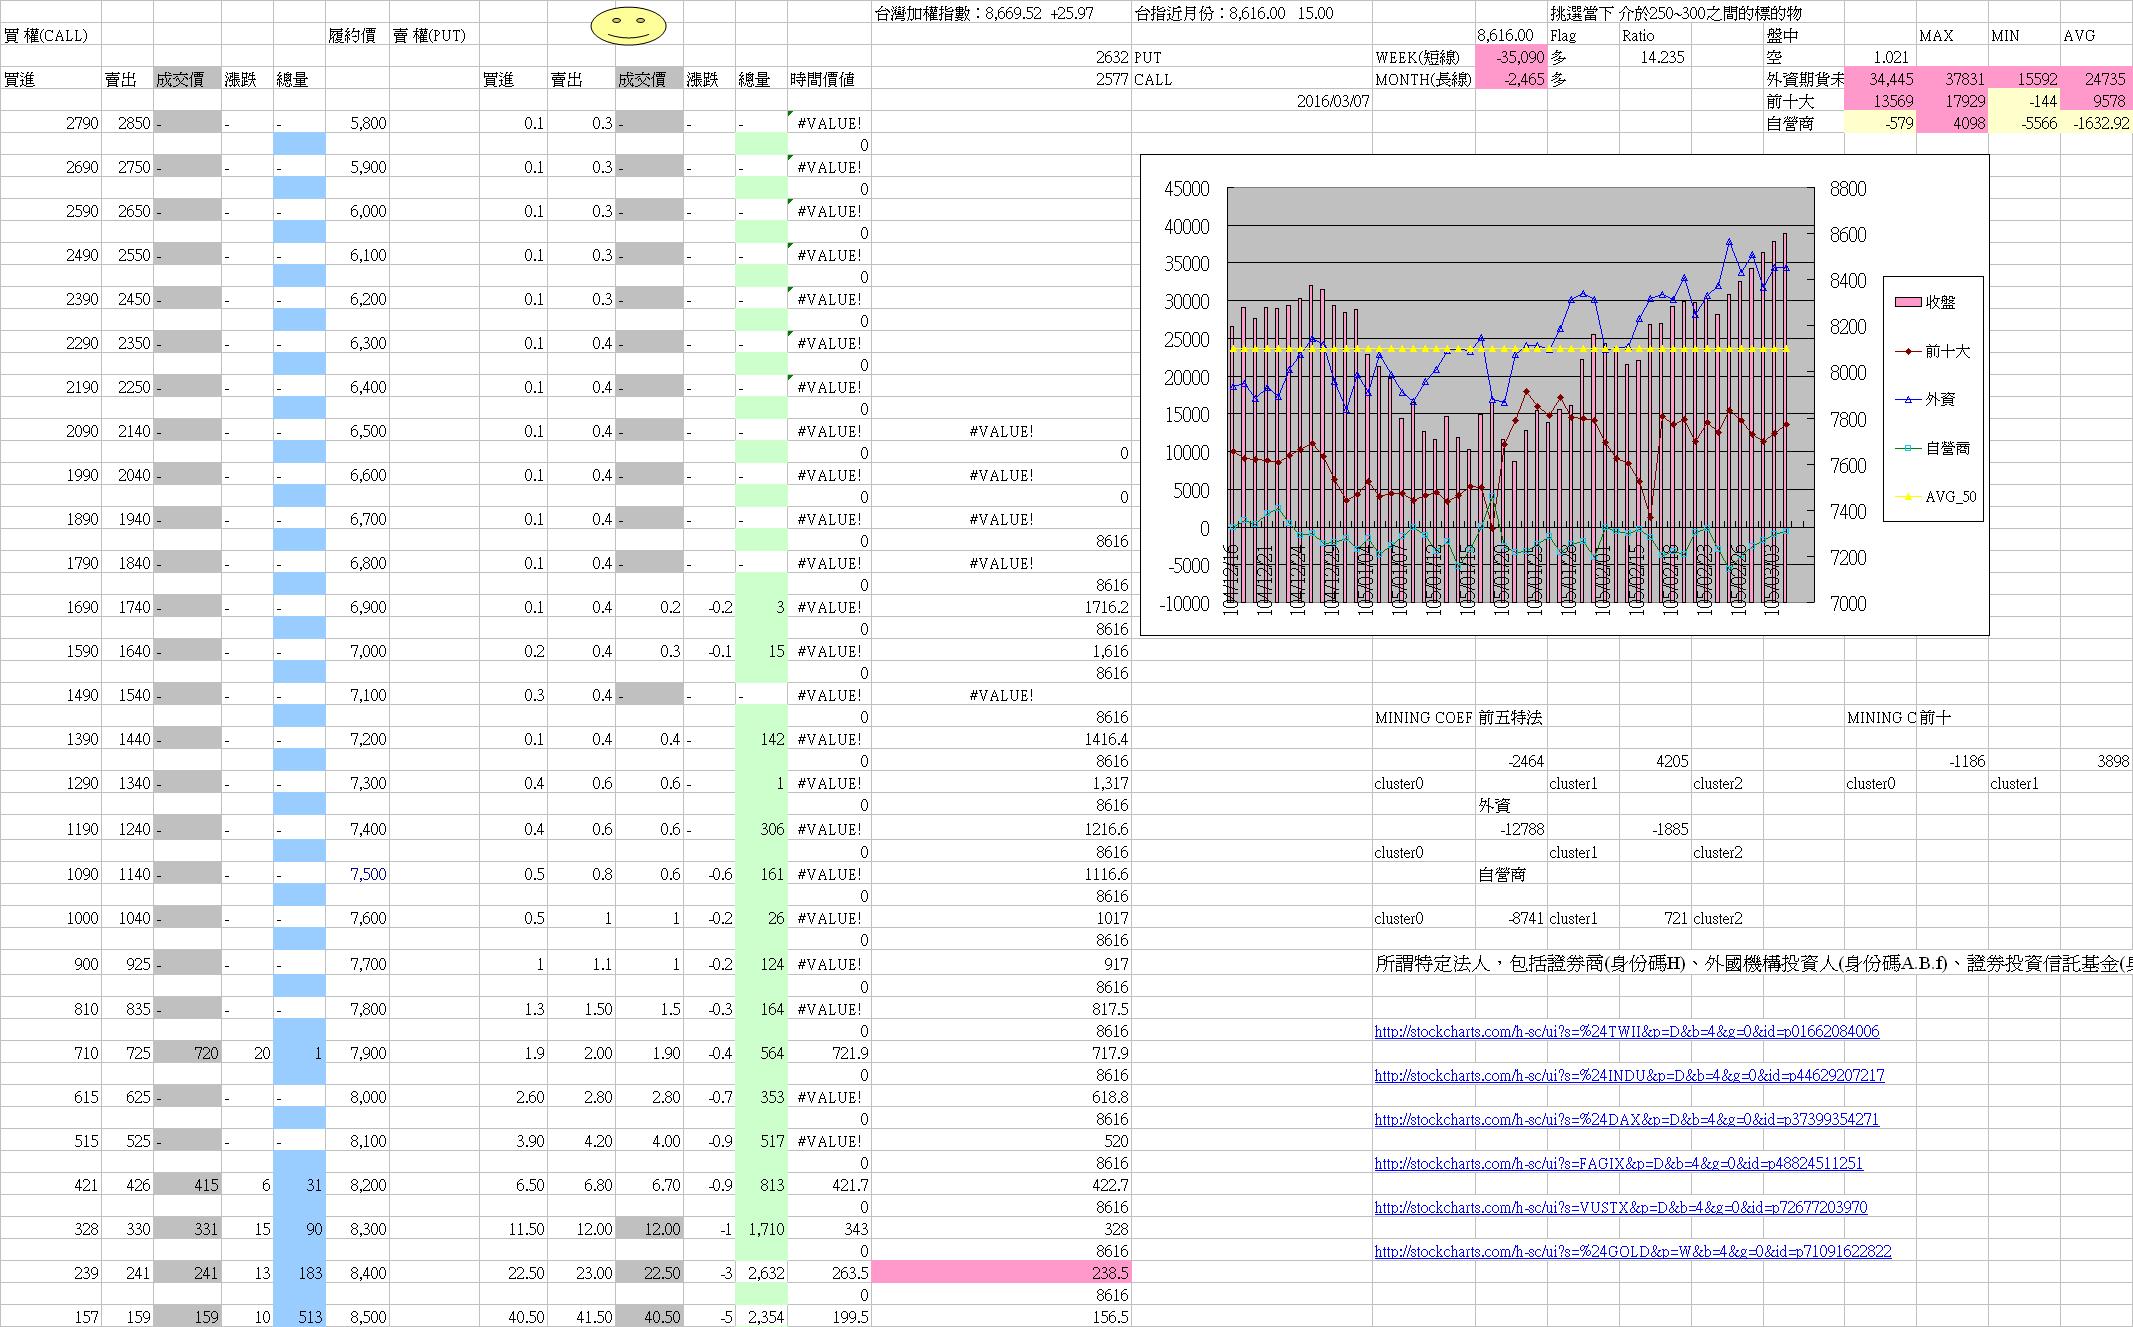 台灣加權指數：8,669.52 +25.97 台指近月份：8,616.00 15.00 挑選當下 介於250~300之間的標的物
買 權(CALL) 履約價 賣 權(PUT) 8,616.00 Flag Ratio 盤中 MAX MIN AVG
2632 PUT WEEK(短線) -35,090 多 14.235 空 1.021
買進 賣出 成交價 漲跌 總量 買進 賣出 成交價 漲跌 總量 時間價值 2577 CALL MONTH(長線) -2,465 多 外資期貨未 34,445 37831 15592 24735
2016/03/07 前十大 13569 17929 -144 9578
2790 2850 - - - 5,800 0.1 0.3 - - - #VALUE! 自營商 -579 4098 -5566 -1632.92
0
2690 2750 - - - 5,900 0.1 0.3 - - - #VALUE!
0
2590 2650 - - - 6,000 0.1 0.3 - - - #VALUE!
0
2490 2550 - - - 6,100 0.1 0.3 - - - #VALUE!
0
2390 2450 - - - 6,200 0.1 0.3 - - - #VALUE!
0
2290 2350 - - - 6,300 0.1 0.4 - - - #VALUE!
0
2190 2250 - - - 6,400 0.1 0.4 - - - #VALUE!
0
2090 2140 - - - 6,500 0.1 0.4 - - - #VALUE! #VALUE!
0 0
1990 2040 - - - 6,600 0.1 0.4 - - - #VALUE! #VALUE!
0 0
1890 1940 - - - 6,700 0.1 0.4 - - - #VALUE! #VALUE!
0 8616
1790 1840 - - - 6,800 0.1 0.4 - - - #VALUE! #VALUE!
0 8616
1690 1740 - - - 6,900 0.1 0.4 0.2 -0.2 3 #VALUE! 1716.2
0 8616
1590 1640 - - - 7,000 0.2 0.4 0.3 -0.1 15 #VALUE! 1,616
0 8616
1490 1540 - - - 7,100 0.3 0.4 - - - #VALUE! #VALUE!
0 8616 MINING COEF 前五特法 MINING C 前十
1390 1440 - - - 7,200 0.1 0.4 0.4 - 142 #VALUE! 1416.4
0 8616 -2464 4205 -1186 3898
1290 1340 - - - 7,300 0.4 0.6 0.6 - 1 #VALUE! 1,317 cluster0 cluster1 cluster2 cluster0 cluster1
0 8616 外資
1190 1240 - - - 7,400 0.4 0.6 0.6 - 306 #VALUE! 1216.6 -12788 -1885
0 8616 cluster0 cluster1 cluster2
1090 1140 - - - 7,500 0.5 0.8 0.6 -0.6 161 #VALUE! 1116.6 自營商
0 8616
1000 1040 - - - 7,600 0.5 1 1 -0.2 26 #VALUE! 1017 cluster0 -8741 cluster1 721 cluster2
0 8616
900 925 - - - 7,700 1 1.1 1 -0.2 124 #VALUE! 917 所謂特定法人，包括證券商(身份碼H)、外國機構投資人(身份碼A.B.f)、證券投資信託基金(
0 8616
810 835 - - - 7,800 1.3 1.50 1.5 -0.3 164 #VALUE! 817.5
0 8616 http://stockcharts.com/h-sc/ui?s=%24TWII&p=D&b=4&g=0&id=p01662084006
710 725 720 20 1 7,900 1.9 2.00 1.90 -0.4 564 721.9 717.9
0 8616 http://stockcharts.com/h-sc/ui?s=%24INDU&p=D&b=4&g=0&id=p44629207217
615 625 - - - 8,000 2.60 2.80 2.80 -0.7 353 #VALUE! 618.8
0 8616 http://stockcharts.com/h-sc/ui?s=%24DAX&p=D&b=4&g=0&id=p37399354271
515 525 - - - 8,100 3.90 4.20 4.00 -0.9 517 #VALUE! 520
0 8616 http://stockcharts.com/h-sc/ui?s=FAGIX&p=D&b=4&g=0&id=p48824511251
421 426 415 6 31 8,200 6.50 6.80 6.70 -0.9 813 421.7 422.7
0 8616 http://stockcharts.com/h-sc/ui?s=VUSTX&p=D&b=4&g=0&id=p72677203970
328 330 331 15 90 8,300 11.50 12.00 12.00 -1 1,710 343 328
0 8616 http://stockcharts.com/h-sc/ui?s=%24GOLD&p=W&b=4&g=0&id=p71091622822
239 241 241 13 183 8,400 22.50 23.00 22.50 -3 2,632 263.5 238.5
0 8616
157 159 159 10 513 8,500 40.50 41.50 40.50 -5 2,354 199.5 156.5
45000 8800
40000 8600
35000 8400
30000 8200
25000 8000
20000 7800
15000 7600
10000 7400
5000 7200
0 7000
-5000
-10000
104/12/16 104/12/21 104/12/24 104/12/29 105/01/04 105/01/07 105/01/12 105/01/15 105/01/20 105/01/25 105/01/28 105/02/01 105/02/15 105/02/18 105/02/23 105/02/26 105/03/03
收盤
前十大
外資
自營商
AVG_50